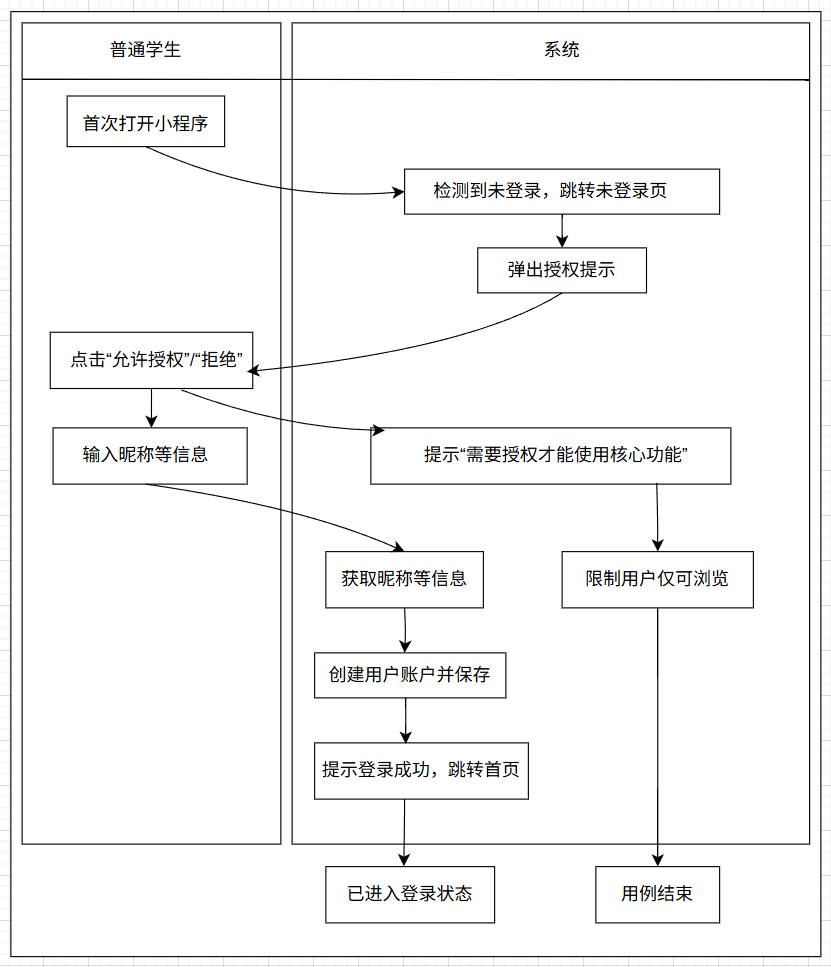 普通学生
系统
首次打开小程序
检测到未登录，跳转未登录页
弹出授权提示
点击“允许授权”/“拒绝”
输入昵称等信息
提示“需要授权才能使用核心功能”
获取昵称等信息
限制用户仅可浏览
创建用户账户并保存
提示登录成功，跳转首页
已进入登录状态
用例结束